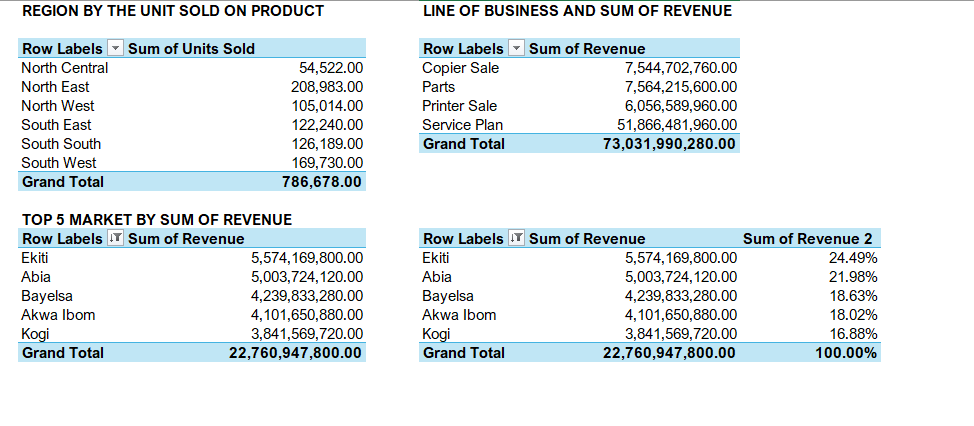 REGION BY THE UNIT SOLD ON PRODUCT
Row Labels Sum of Units Sold
North Central 54,522.00
North East 208,983.00
North West 105,014.00
South East 122,240.00
South South 126,189.00
South West 169,730.00
Grand Total 786,678.00
LINE OF BUSINESS AND SUM OF REVENUE
Row Labels Sum of Revenue
Copier Sale 7,544,702,760.00
Parts 7,564,215,600.00
Printer Sale 6,056,589,960.00
Service Plan 51,866,481,960.00
Grand Total 73,031,990,280.00
TOP 5 MARKET BY SUM OF REVENUE
Row Labels Sum of Revenue
Ekiti 5,574,169,800.00
Abia 5,003,724,120.00
Bayelsa 4,239,833,280.00
Akwa Ibom 4,101,650,880.00
Kogi 3,841,569,720.00
Grand Total 22,760,947,800.00
Row Labels Sum of Revenue Sum of Revenue 2
Ekiti 5,574,169,800.00 24.49%
Abia 5,003,724,120.00 21.98%
Bayelsa 4,239,833,280.00 18.63%
Akwa Ibom 4,101,650,880.00 18.02%
Kogi 3,841,569,720.00 16.88%
Grand Total 22,760,947,800.00 100.00%